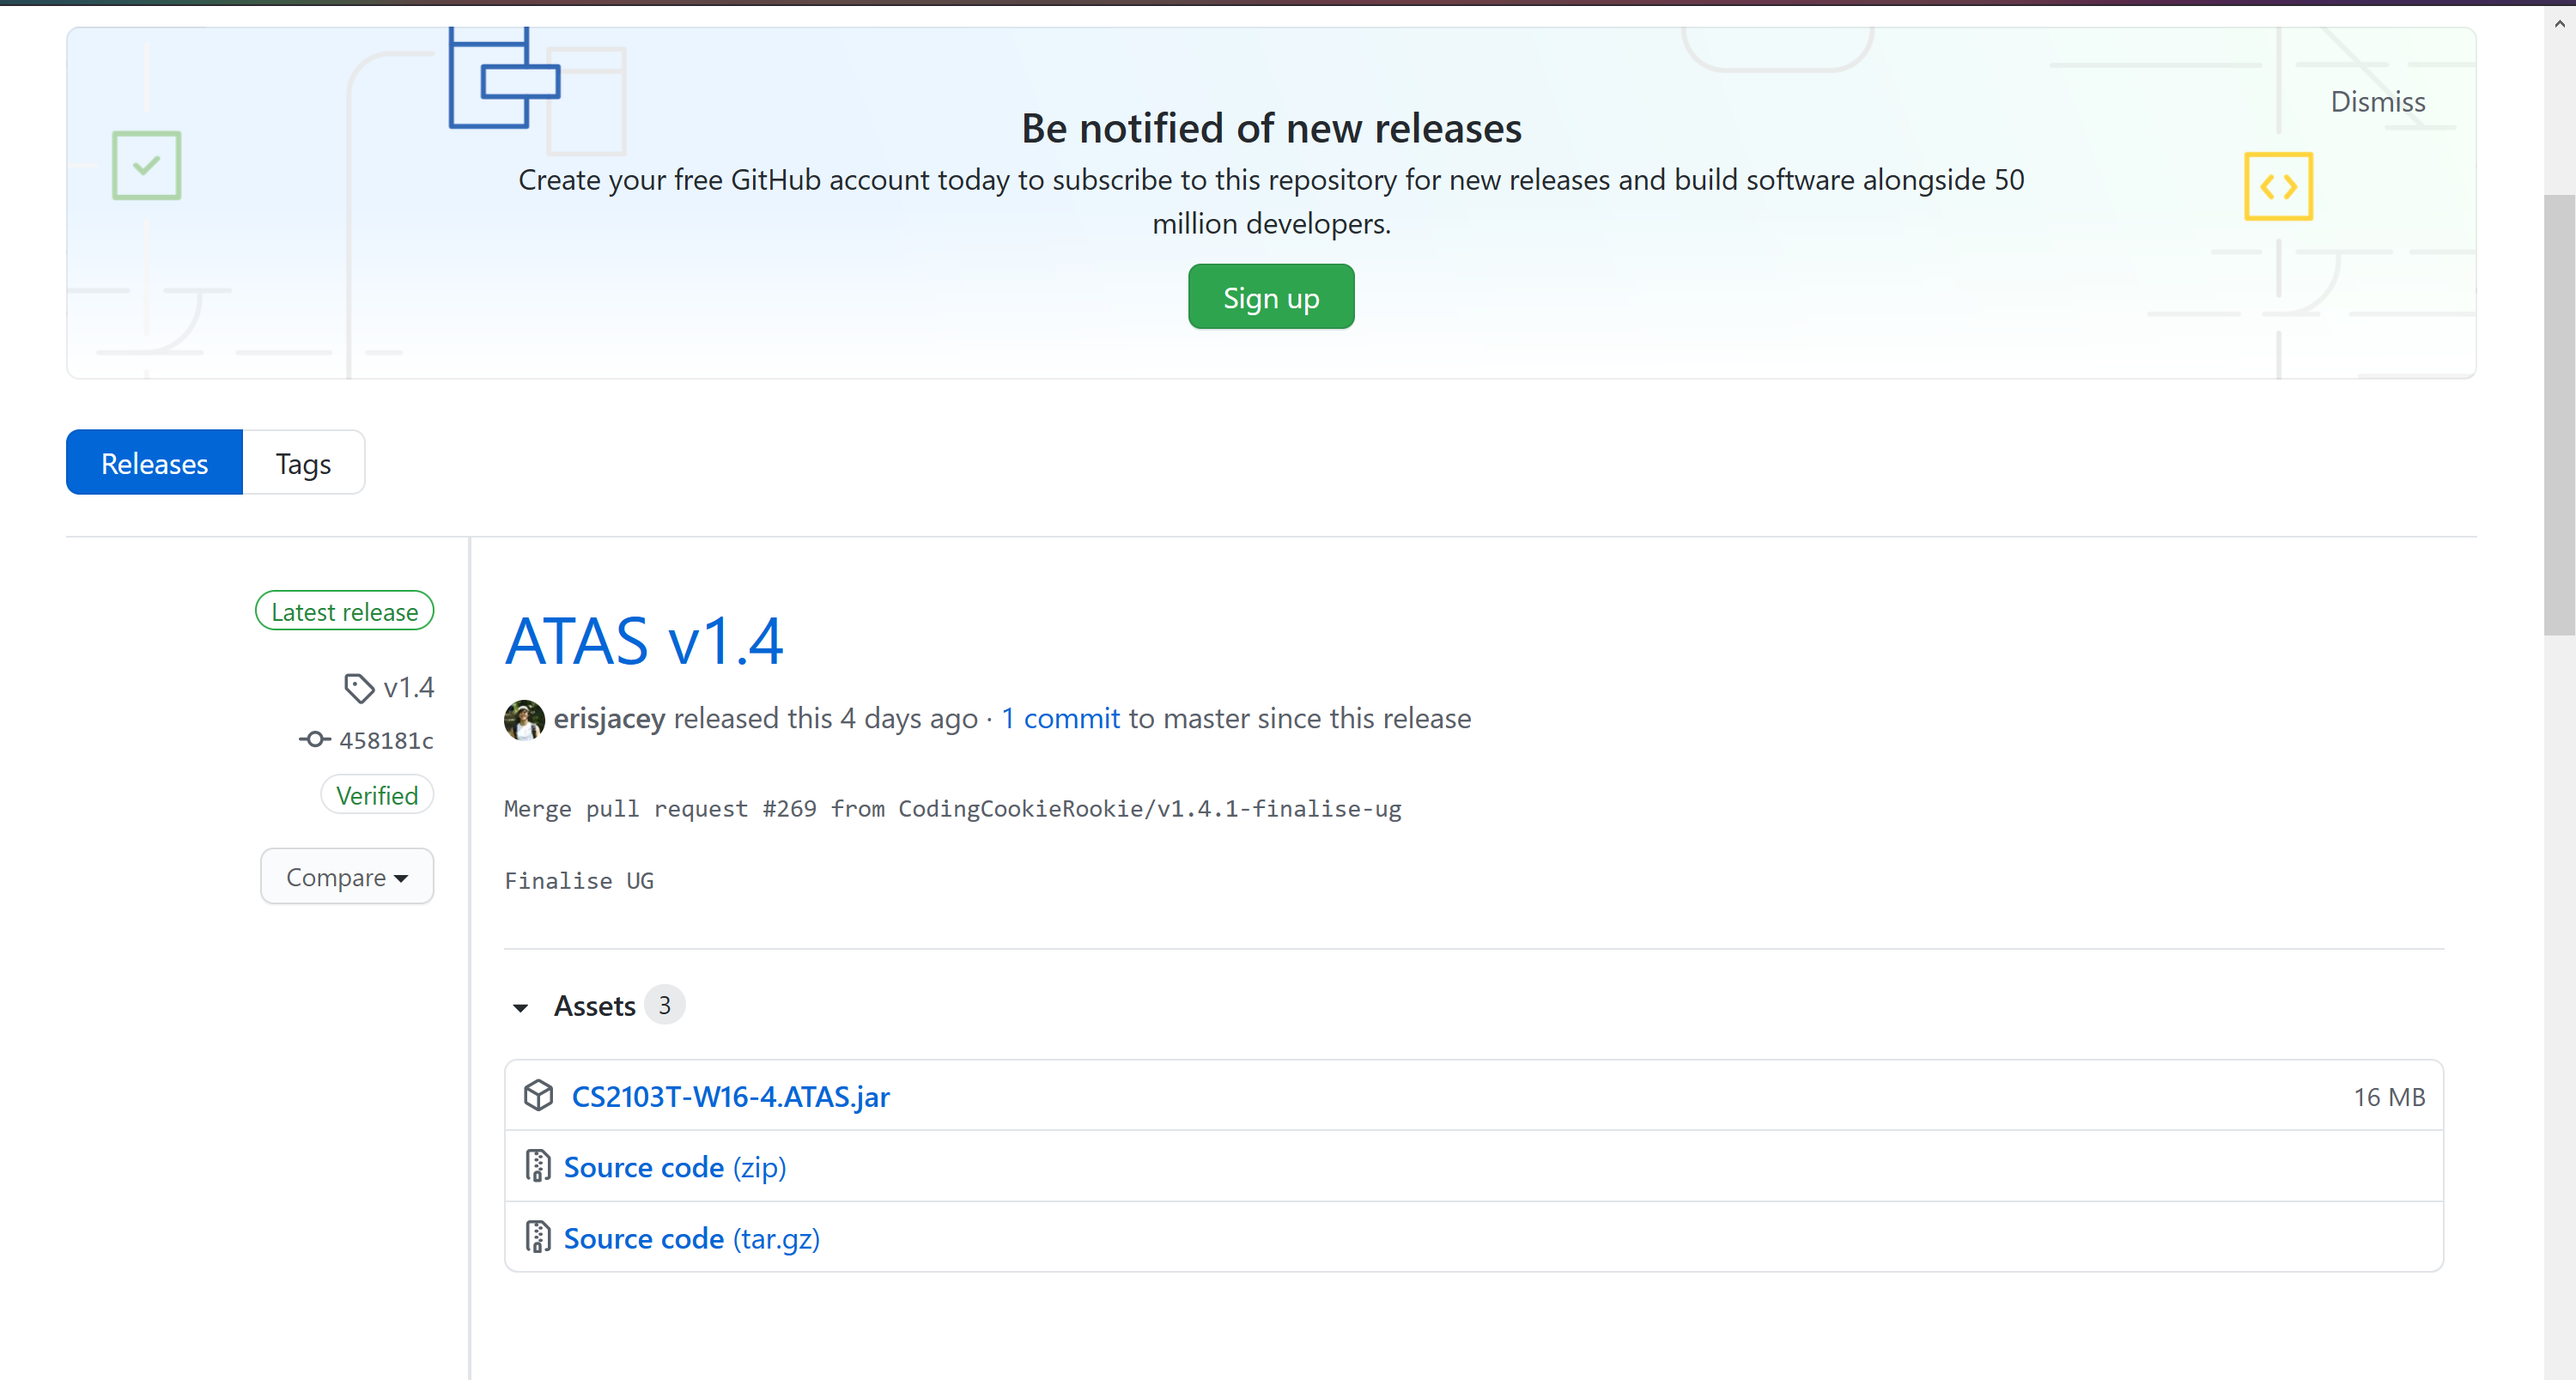 Dismiss
Be notified of new releases
Create your free GitHub account today to subscribe to this repository for new releases and build software alongside 50
million developers.
Sign up
Releases
Tags
Latest release
v1.4
458181c
Verified
Compare
ATAS v1.4
erisjacey released this 4 days ago · 1 commit to master since this release
Merge pull request #269 from CodingCookieRookie/v1.4.1-finalise-ug
Finalise UG
Assets 3
CS2103T-W16-4.ATAS.jar 16 MB
Source code (zip)
Source code (tar.gz)